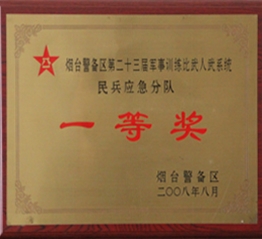 烟台警备区第二十三届军事训练比武人武系统
民兵应急分队
一等奖
烟台警备区
二〇〇八年八月